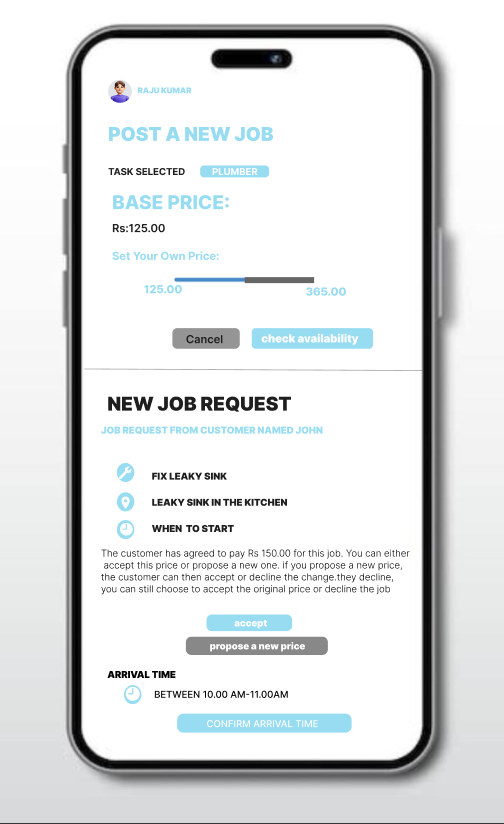 RAJU KUMAR
POST A NEW JOB
TASK SELECTED PLUMBER
BASE PRICE:
Rs:125.00
Set Your Own Price:
125.00 365.00
Cancel check availability
NEW JOB REQUEST
JOB REQUEST FROM CUSTOMER NAMED JOHN
FIX LEAKY SINK
LEAKY SINK IN THE KITCHEN
WHEN TO START
The customer has agreed to pay Rs 150.00 for this job. You can either
accept this price or propose a new one. if you propose a new price,
the customer can then accept or decline the change.they decline,
you can still choose to accept the original price or decline the job
accept
propose a new price
ARRIVAL TIME
BETWEEN 10.00 AM-11.00AM
CONFIRM ARRIVAL TIME